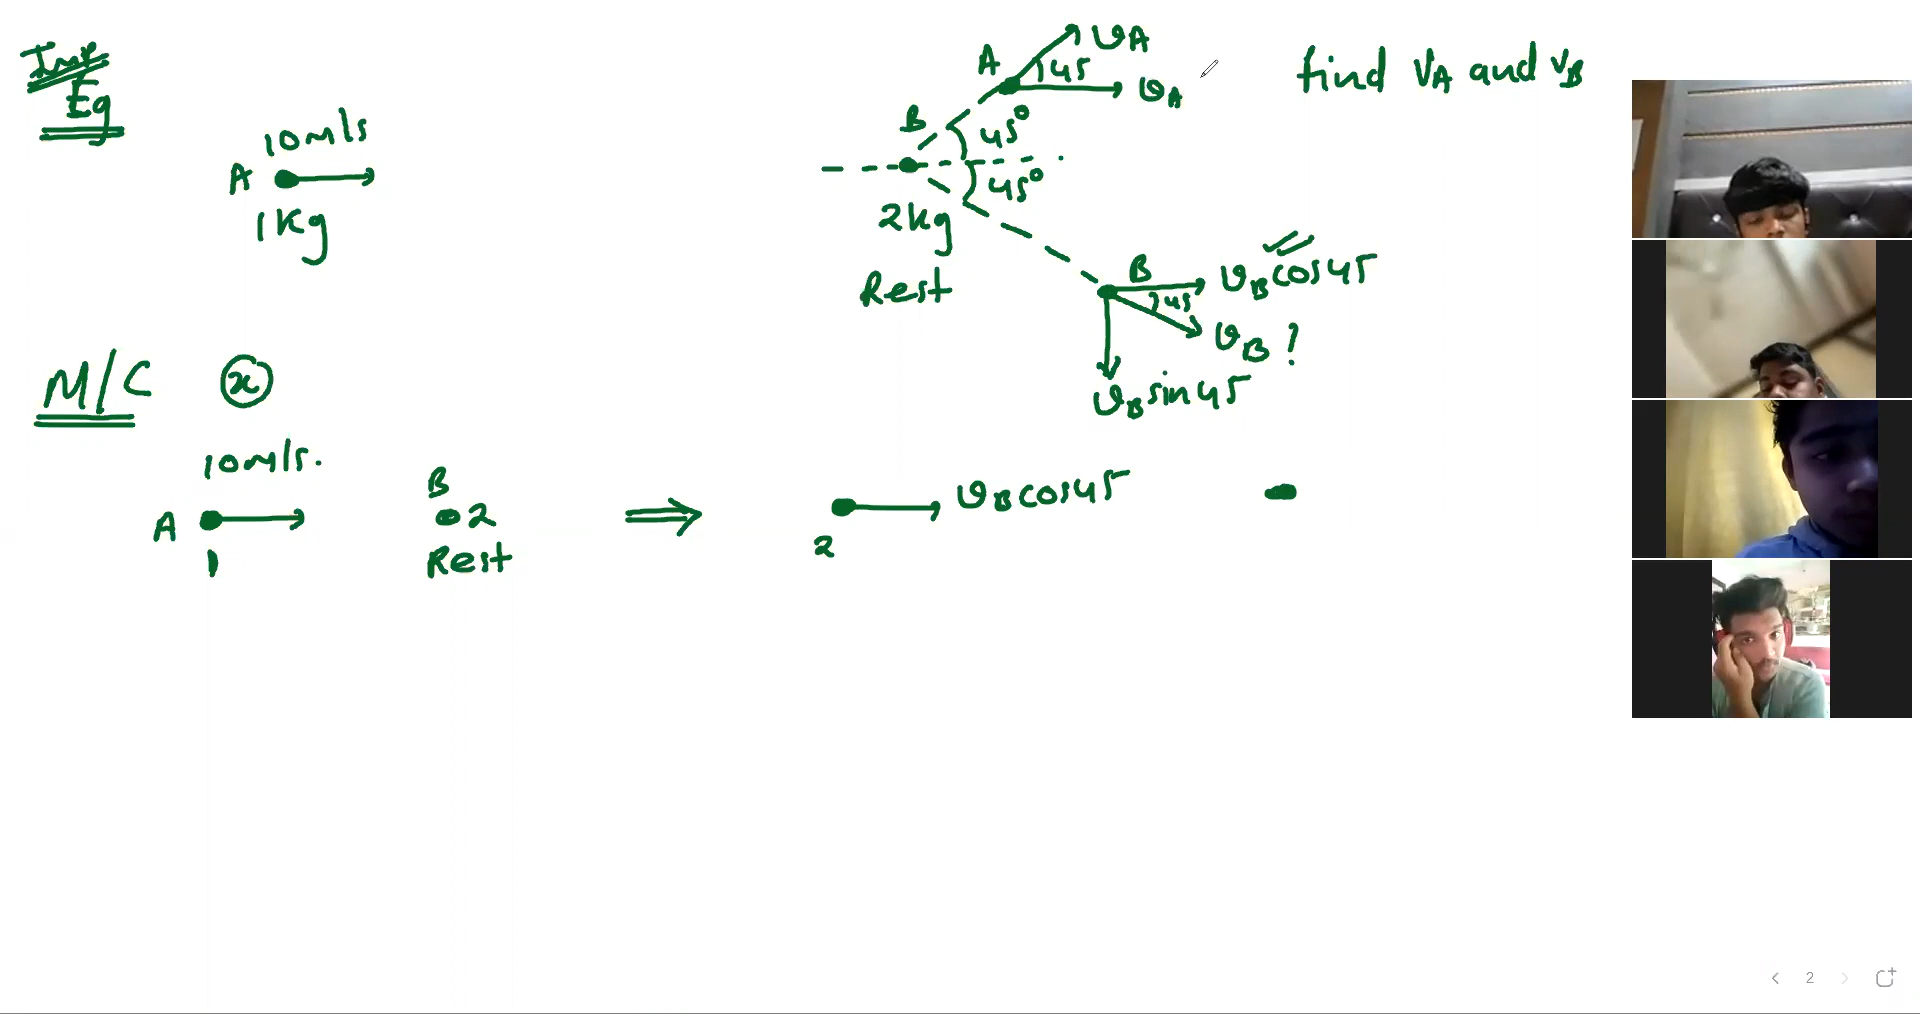 Imp
Eg
10m/s
A
1kg
A
45
vA
vA
B
45°
45°
2kg
Rest
find VA and VB
B
vB cos45
45
vB ?
vB sin45
M/C
x
10m/s.
A
1
B
2
Rest
2
vB cos45
2